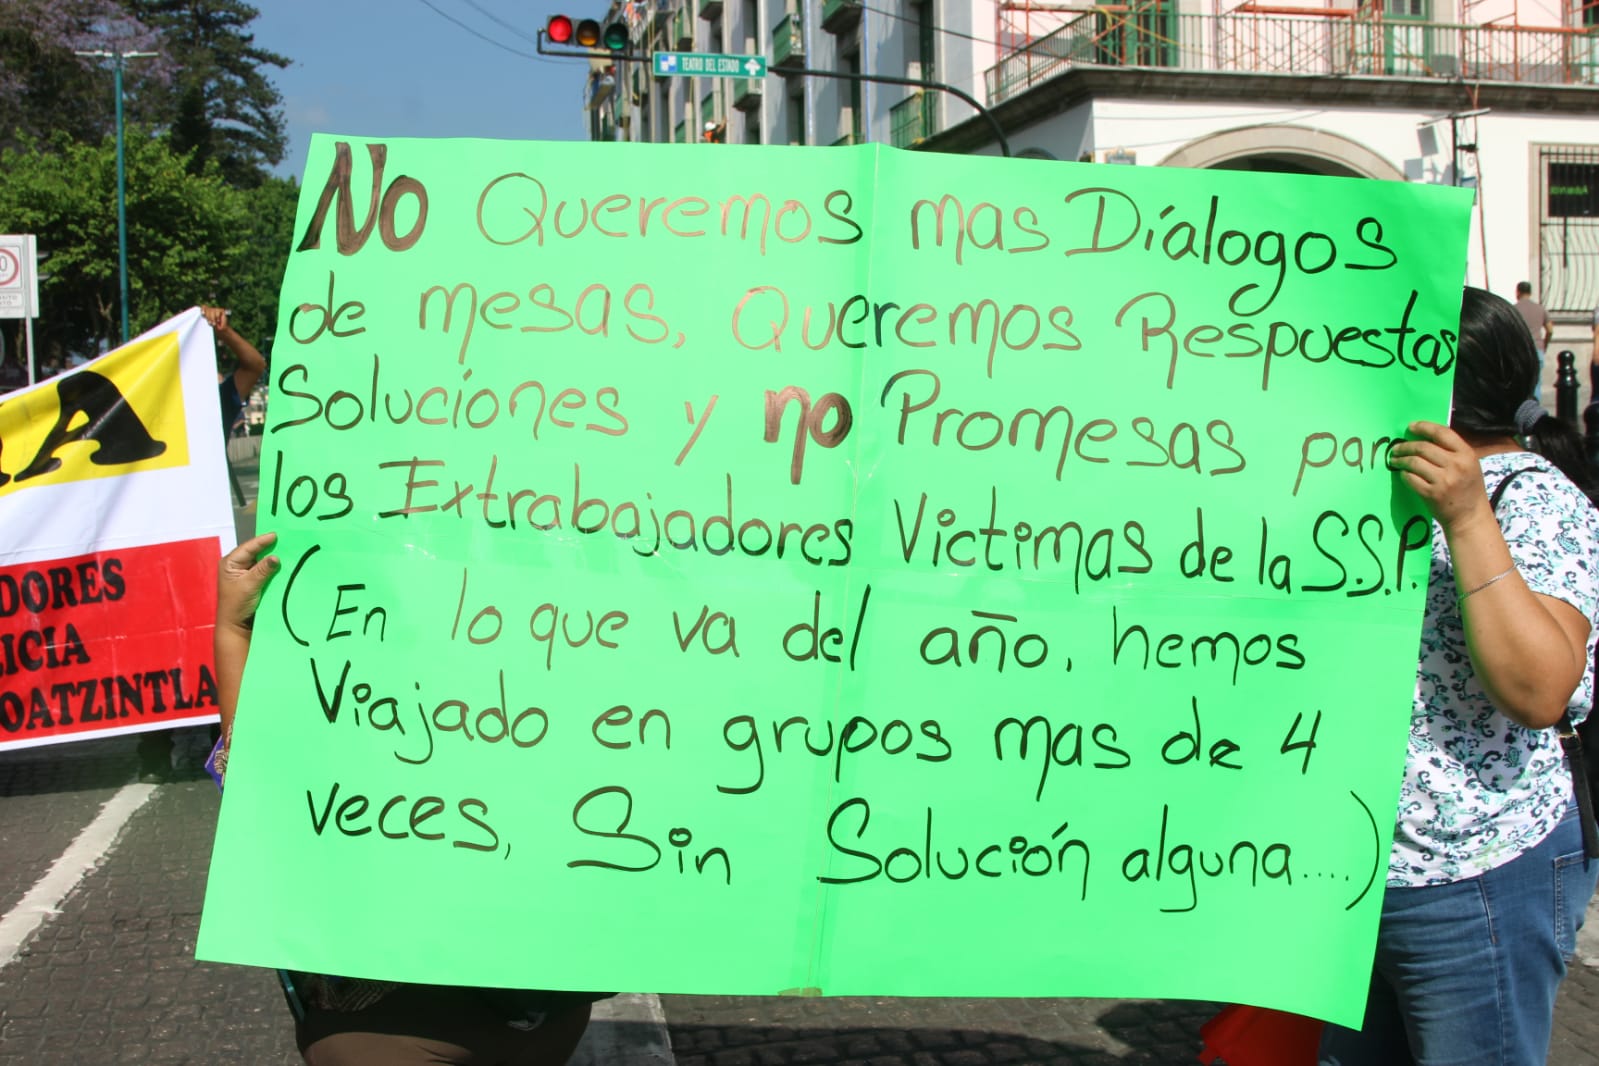 TEATRO DEL ESTADO
No Queremos mas Díalogos
de mesas, Queremos Respuestas
Soluciones y no Promesas para
los Extrabajadores Victimas de la S.S.P.
(En lo que va del año, hemos
Viajado en grupos mas de 4
veces, Sin Solución alguna....)
A
DORES
ICIA
OATZINTLA